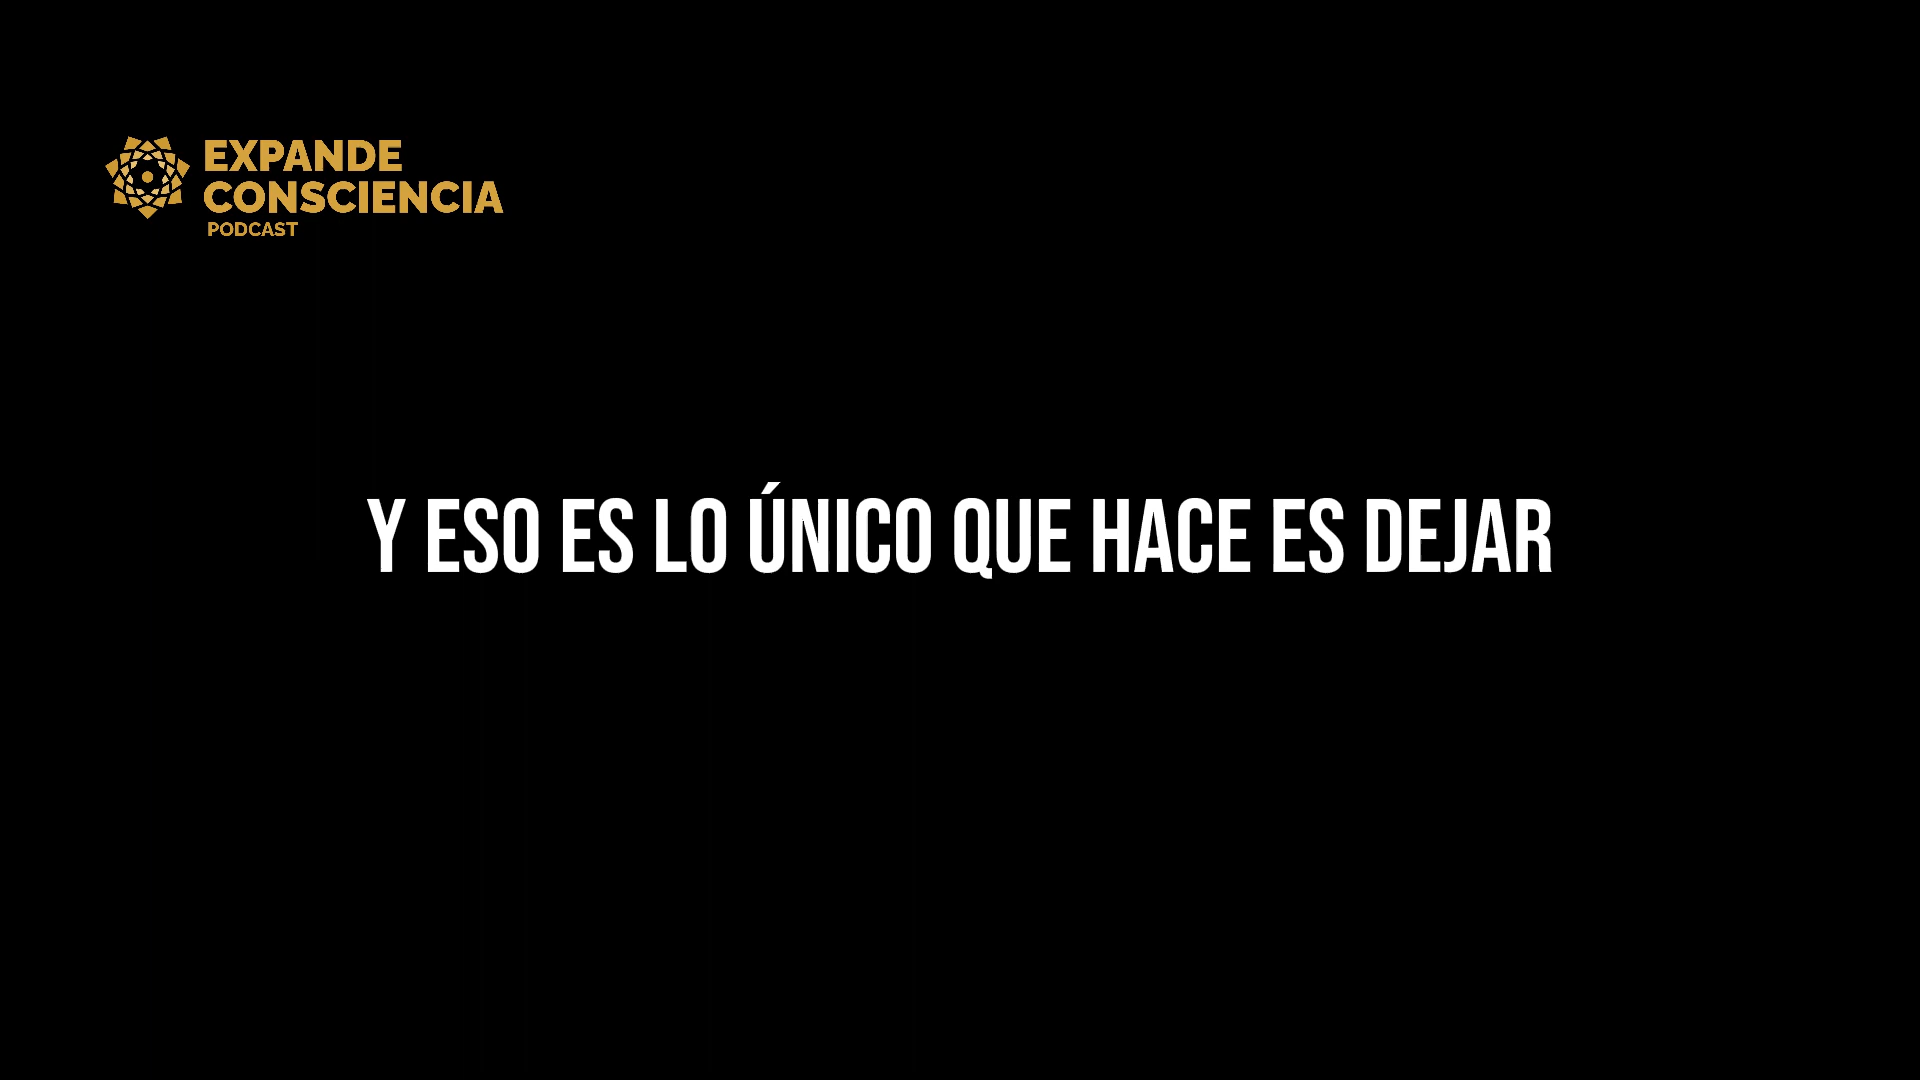 EXPANDE
CONSCIENCIA
PODCAST
Y ESO ES LO ÚNICO QUE HACE ES DEJAR